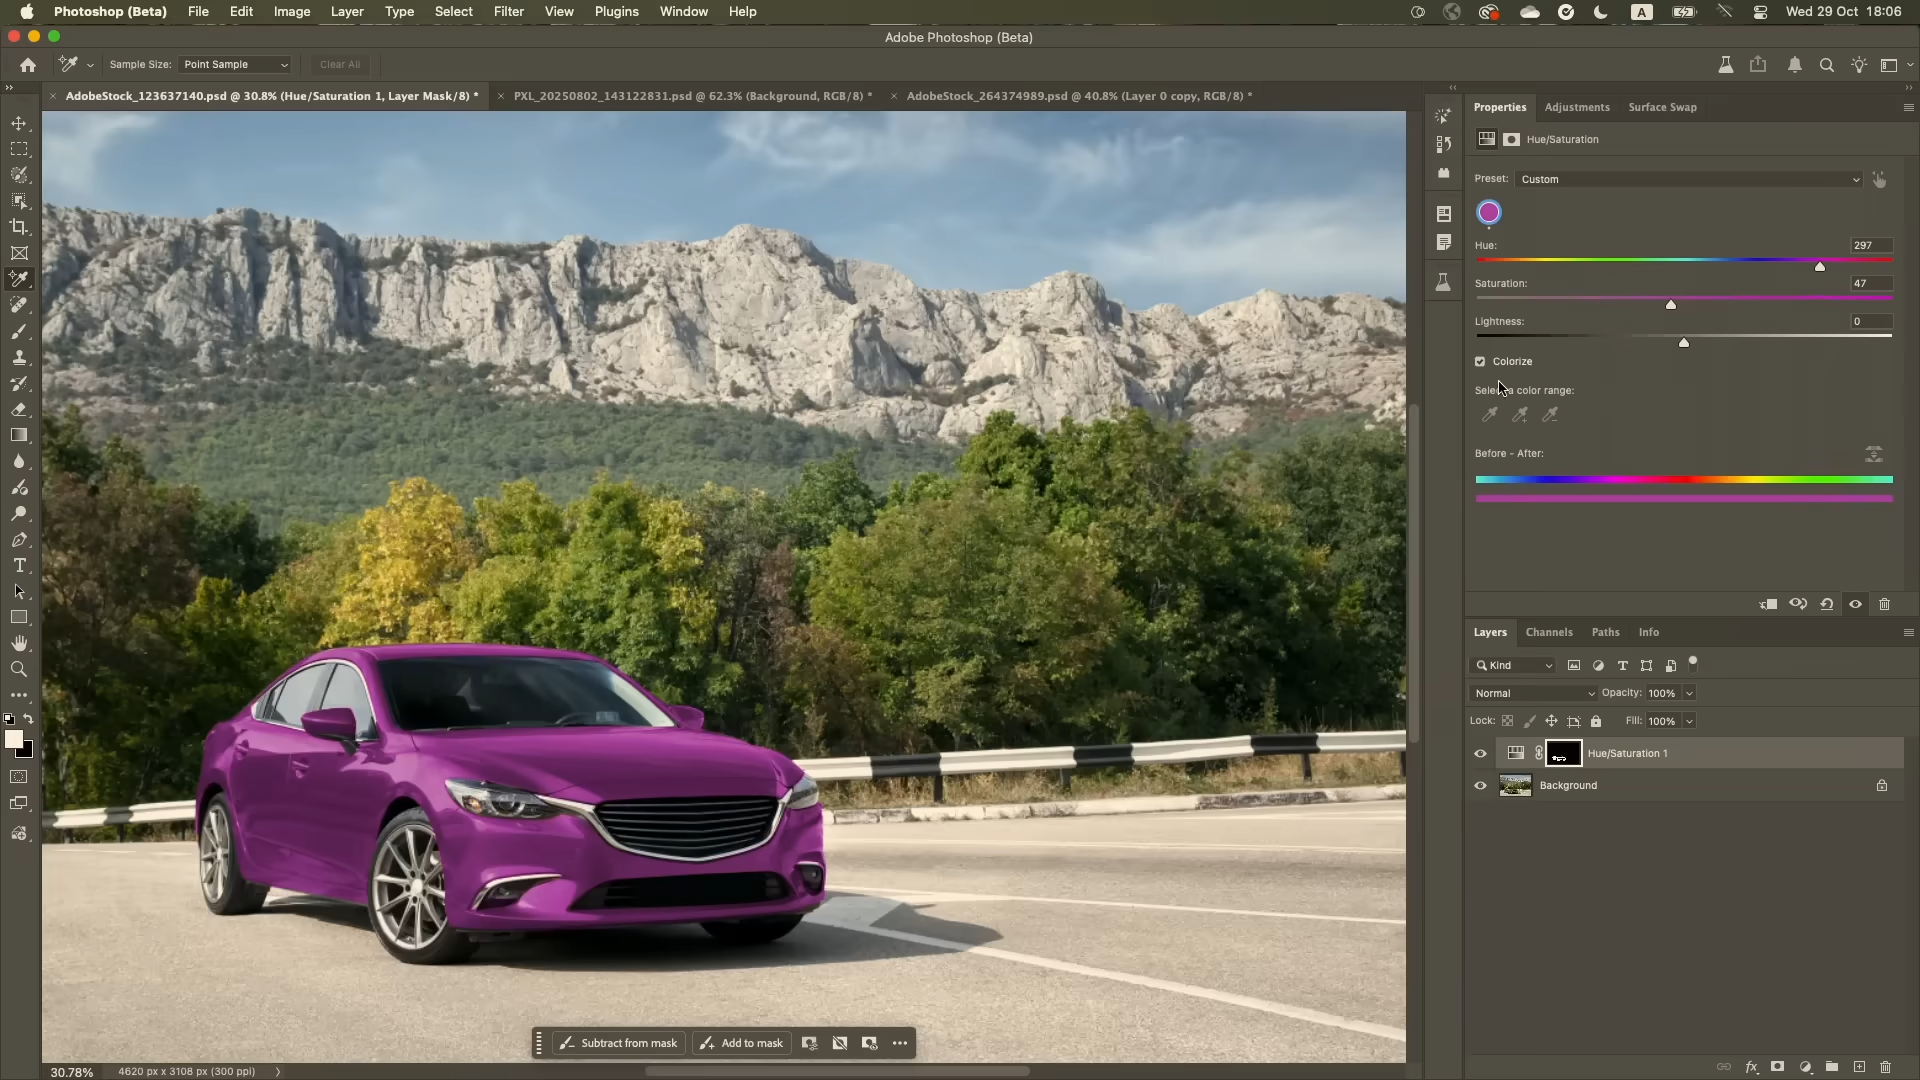 Photoshop (Beta) File Edit Image Layer Type Select Filter View Plugins Window Help A Wed 29 Oct 18:06
Adobe Photoshop (Beta)
Sample Size: Point Sample Clear All
AdobeStock_123637140.psd @ 30.8% (Hue/Saturation 1, Layer Mask/8) * PXL_20250802_143122831.psd @ 62.3% (Background, RGB/8) * AdobeStock_264374989.psd @ 40.8% (Layer 0 copy, RGB/8) *
Properties Adjustments Surface Swap
Hue/Saturation
Preset: Custom
Hue: 297
Saturation: 47
Lightness: 0
Colorize
Select a color range:
Before - After:
Layers Channels Paths Info
Kind
Normal Opacity: 100%
Lock: Fill: 100%
Hue/Saturation 1
Background
Subtract from mask Add to mask
30.78% 4620 px x 3108 px (300 ppi)